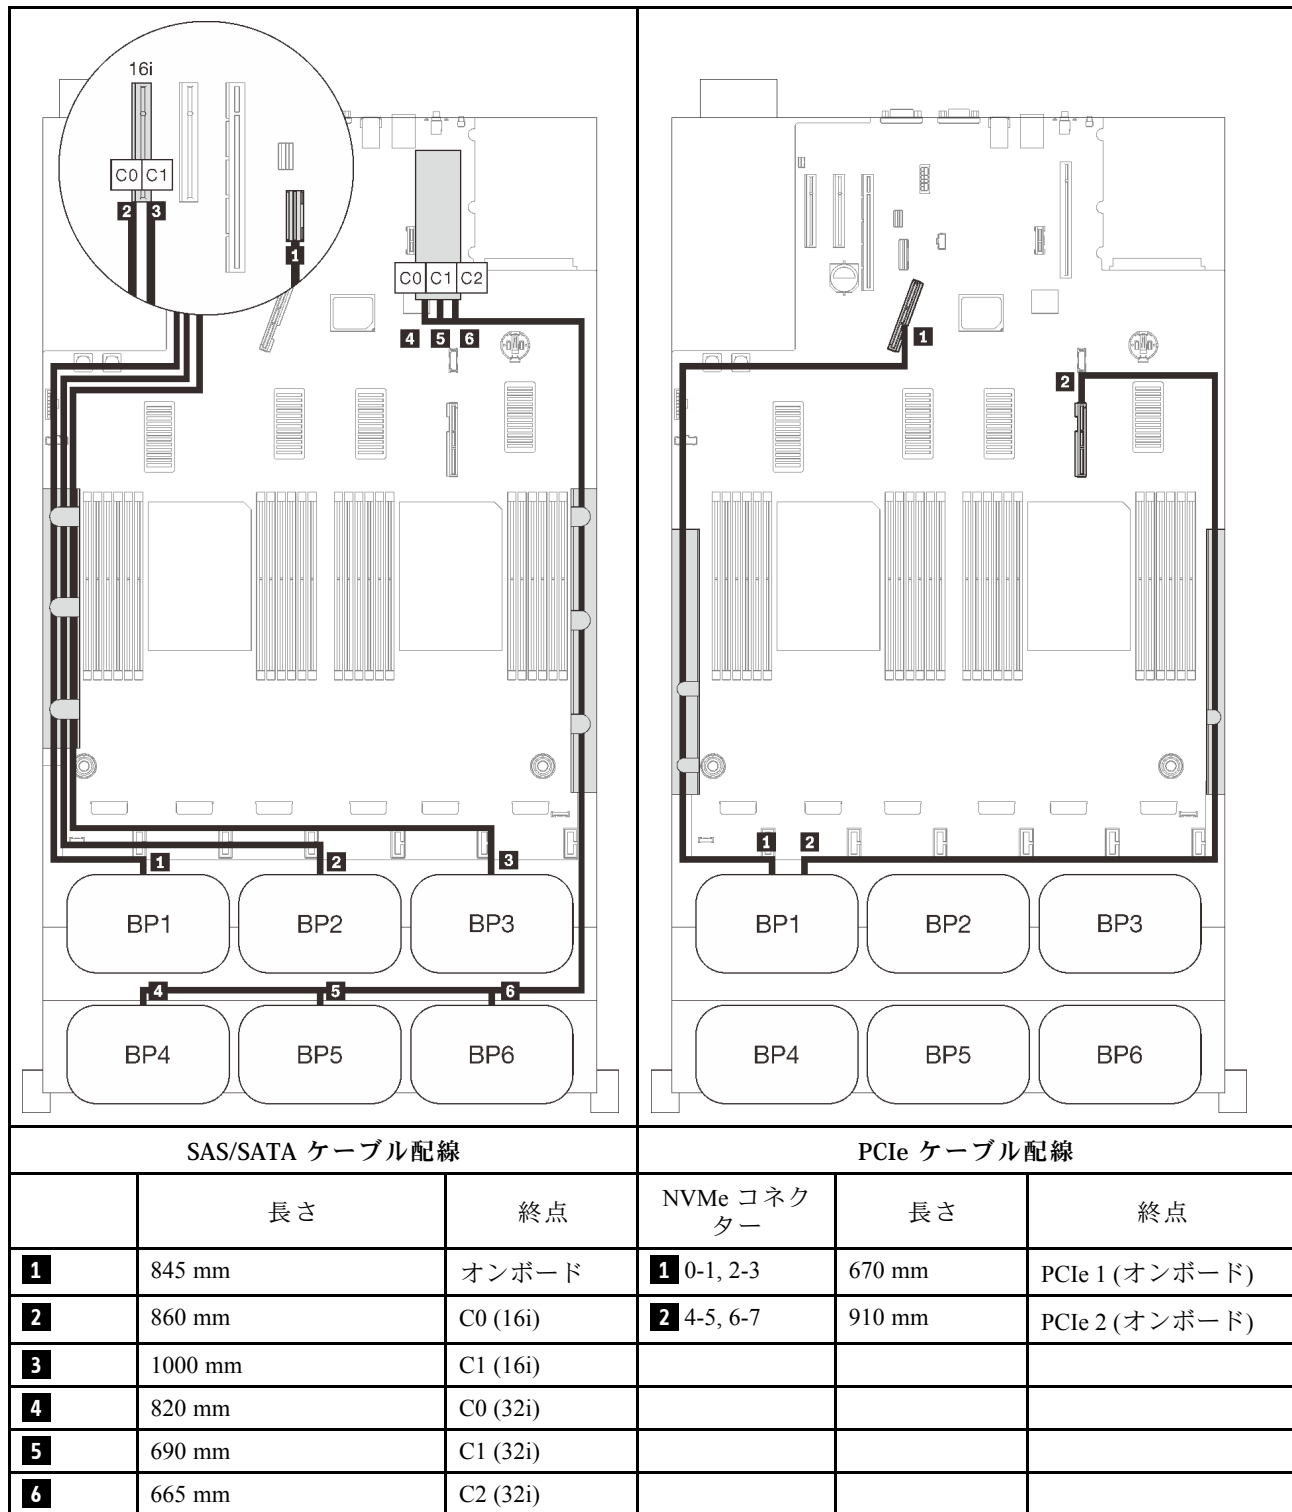 16i
C0 C1
2 3
1
C0 C1 C2
4 5 6
1 2 3
BP1 BP2 BP3
4 5 6
BP4 BP5 BP6
1
2
1 2
BP1 BP2 BP3
BP4 BP5 BP6
SAS/SATA ケーブル配線 PCIe ケーブル配線
長さ 終点 NVMe コネクター 長さ 終点
1 845 mm オンボード 1 0-1, 2-3 670 mm PCIe 1 (オンボード)
2 860 mm C0 (16i) 2 4-5, 6-7 910 mm PCIe 2 (オンボード)
3 1000 mm C1 (16i)
4 820 mm C0 (32i)
5 690 mm C1 (32i)
6 665 mm C2 (32i)